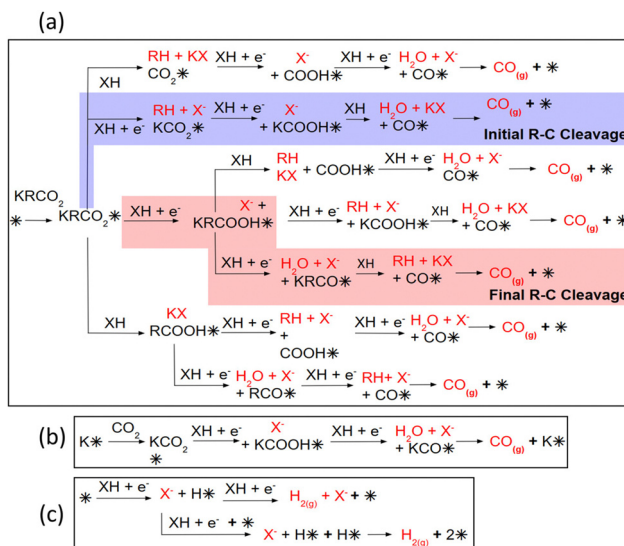 (a)
RH + KX XH + e- X- XH + e- H2O + X-
CO2* + COOH* + CO* CO(g) + *
XH
RH + X- XH + e- X- XH H2O + KX CO(g) + *
XH + e- KCO2* + KCOOH* + CO*
Initial R-C Cleavage
XH RH XH + e- H2O + X-
KX + COOH* CO* CO(g) + *
KRCO2 X- +
* KRCO2* XH + e- KRCOOH* XH + e- RH + X- XH H2O + KX
+ KCOOH* + CO* CO(g) + *
XH + e- H2O + X- XH RH + KX
+ KRCO* + CO* CO(g) + *
Final R-C Cleavage
KX
XH RCOOH* XH + e- RH + X- XH + e- H2O + X-
+ + CO* CO(g) + *
COOH*
XH + e- H2O + X- XH + e- RH+ X-
+ RCO* + CO* CO(g) + *
(b)
CO2 XH + e- X- XH + e- H2O + X-
K* KCO2 + KCOOH* + KCO* CO(g) + K*
*
(c)
* XH + e- X- + H* XH + e- H2(g) + X- + *
XH + e- + * X- + H* + H* H2(g) + 2*